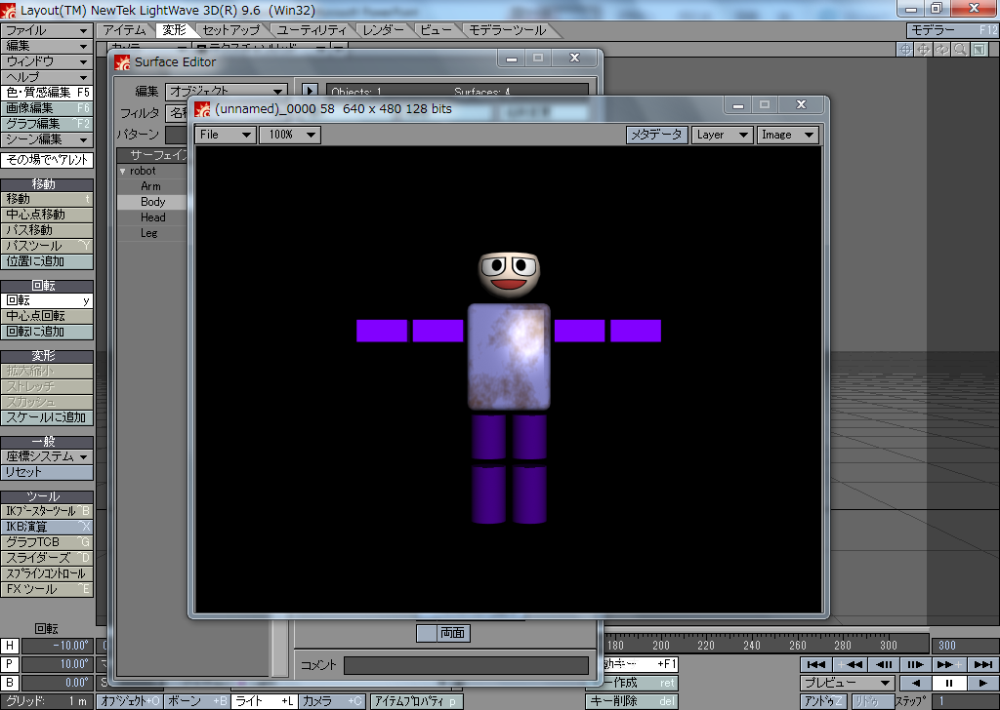 Layout(TM) NewTek LightWave 3D(R) 9.6 (Win32)
ファイル
アイテム 変形 セットアップ ユーティリティ レンダー ビュー モデラーツール
モデラー F12
編集
ウィンドウ
ヘルプ
色・質感編集 F5
画像編集 F6
グラフ編集 ^F2
シーン編集
その場でペアレント
移動
移動 t
中心点移動
パス移動
パスツール ^Y
位置に追加
回転
回転 y
中心点回転
回転に追加
変形
拡大縮小
ストレッチ
スカッシュ
スケールに追加
一般
座標システム
リセット
ツール
IKブースターツール ^B
IKB演算 ^X
グラフTCB ^G
スライダーズ ^D
スプラインコントロール
FXツール ^E
Surface Editor
編集 オブジェクト
Objects: 1 Surfaces: 4
フィルタ
パターン
サーフェイ
robot
Arm
Body
Head
Leg
(unnamed)_0000 58 640 x 480 128 bits
File 100% メタデータ Layer Image
両面
コメント
回転
H -10.00°
P 10.00°
B 0.00°
グリッド: 1 m
180 200 220 240 260 280 300
300
動キー +F1
ー作成 ret
キー削除 del
プレビュー
アンドゥZ リドゥ ステップ 1
オブジェクト+O ボーン +B ライト +L カメラ +C アイテムプロパティ p